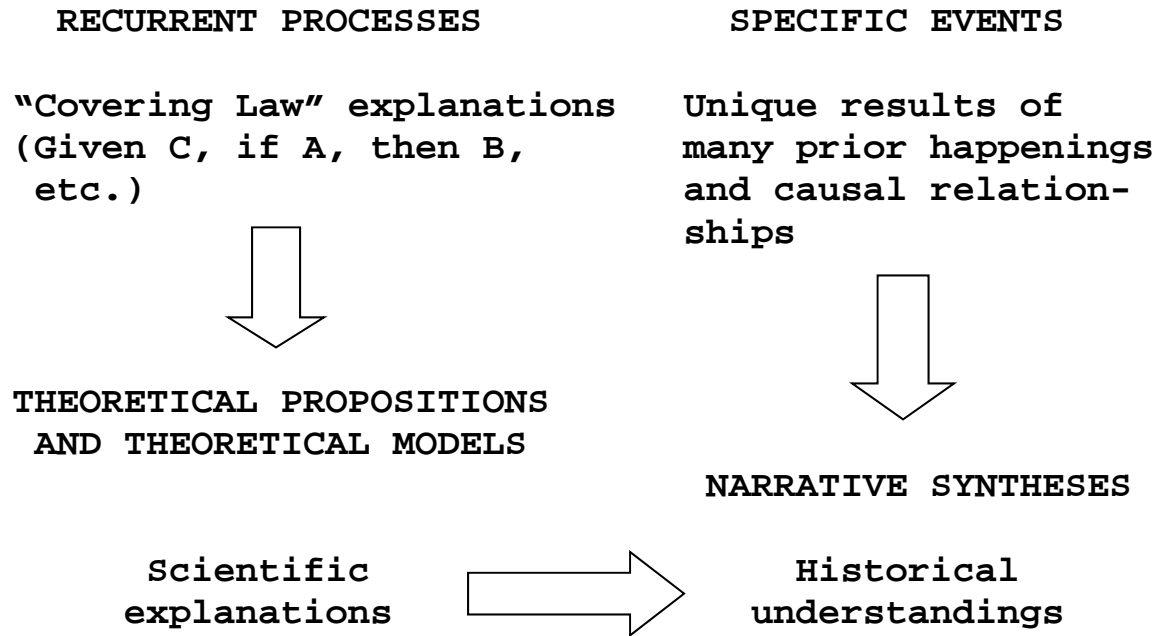 RECURRENT PROCESSES
“Covering Law” explanations
(Given C, if A, then B,
etc.)
THEORETICAL PROPOSITIONS
AND THEORETICAL MODELS
Scientific
explanations
SPECIFIC EVENTS
Unique results of
many prior happenings
and causal relation-
ships
NARRATIVE SYNTHESES
Historical
understandings